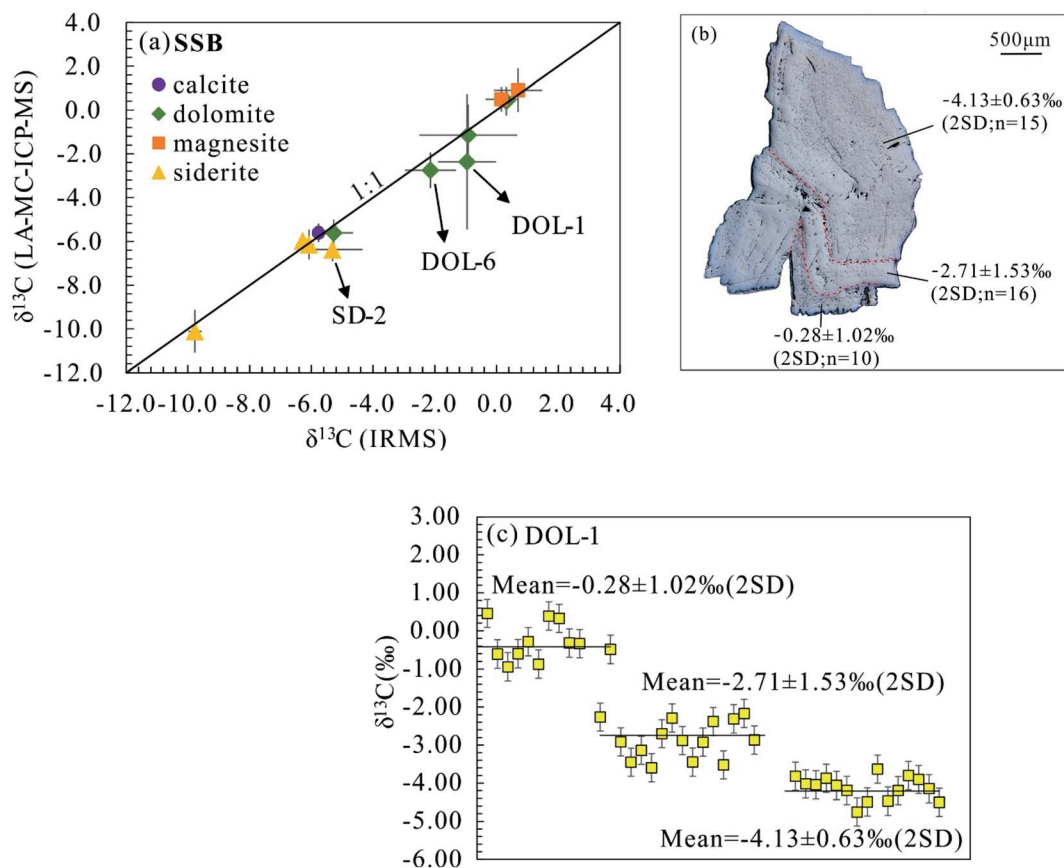 (a) SSB
calcite
dolomite
magnesite
siderite
1:1
DOL-1
DOL-6
SD-2
4.0
2.0
0.0
-2.0
-4.0
-6.0
-8.0
-10.0
-12.0
δ¹³C (LA-MC-ICP-MS)
-12.0 -10.0 -8.0 -6.0 -4.0 -2.0 0.0 2.0 4.0
δ¹³C (IRMS)
(b)
500μm
-4.13±0.63‰
(2SD;n=15)
-2.71±1.53‰
(2SD;n=16)
-0.28±1.02‰
(2SD;n=10)
(c) DOL-1
Mean=-0.28±1.02‰(2SD)
Mean=-2.71±1.53‰(2SD)
Mean=-4.13±0.63‰(2SD)
3.00
2.00
1.00
0.00
-1.00
-2.00
-3.00
-4.00
-5.00
-6.00
δ¹³C(‰)